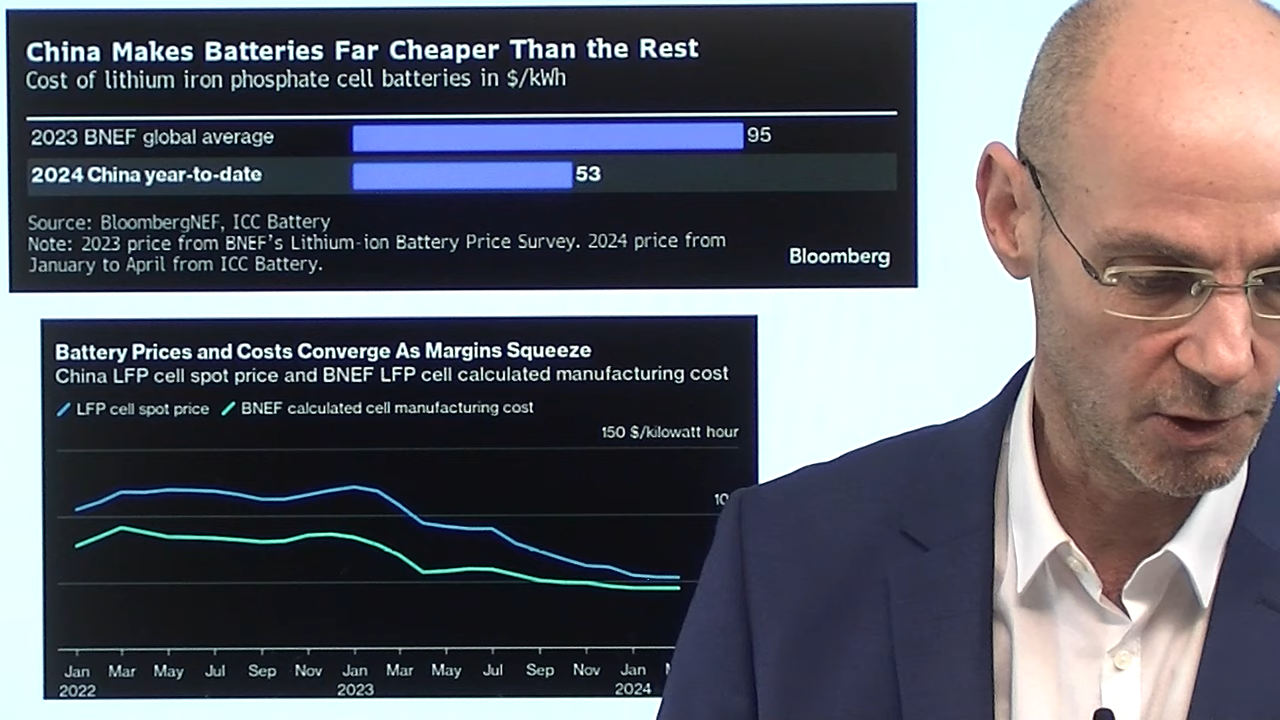 China Makes Batteries Far Cheaper Than the Rest
Cost of lithium iron phosphate cell batteries in $/kWh
2023 BNEF global average 95
2024 China year-to-date 53
Source: BloombergNEF, ICC Battery
Note: 2023 price from BNEF's Lithium-ion Battery Price Survey. 2024 price from
January to April from ICC Battery.
Bloomberg
Battery Prices and Costs Converge As Margins Squeeze
China LFP cell spot price and BNEF LFP cell calculated manufacturing cost
LFP cell spot price BNEF calculated cell manufacturing cost
150 $/kilowatt hour
Jan Mar May Jul Sep Nov Jan Mar May Jul Sep Nov Jan
2022 2023 2024